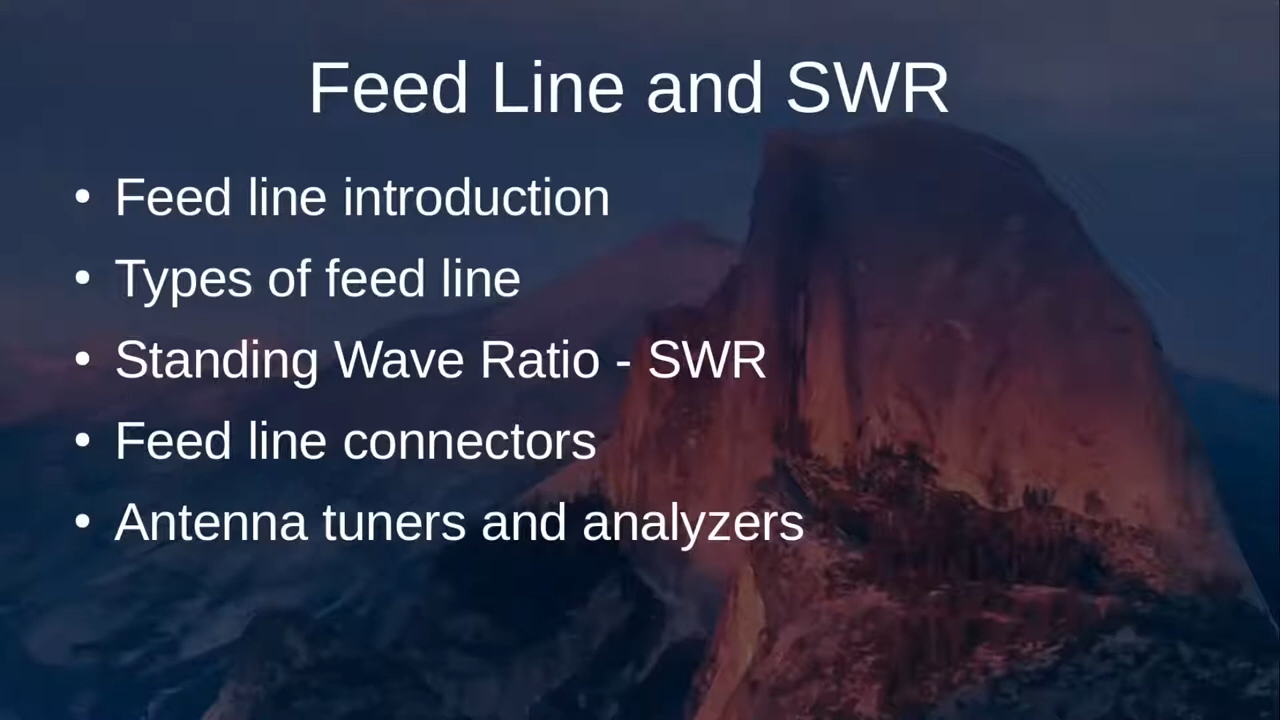 Feed Line and SWR
• Feed line introduction
• Types of feed line
• Standing Wave Ratio - SWR
• Feed line connectors
• Antenna tuners and analyzers